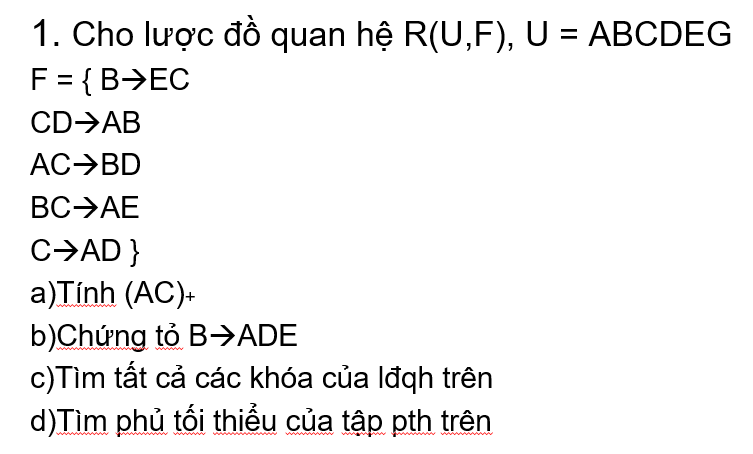 1. Cho lược đồ quan hệ R(U,F), U = ABCDEG
F = { B→EC
CD→AB
AC→BD
BC→AE
C→AD }
a)Tính (AC)+
b)Chứng tỏ B→ADE
c)Tìm tất cả các khóa của lđqh trên
d)Tìm phủ tối thiểu của tập pth trên